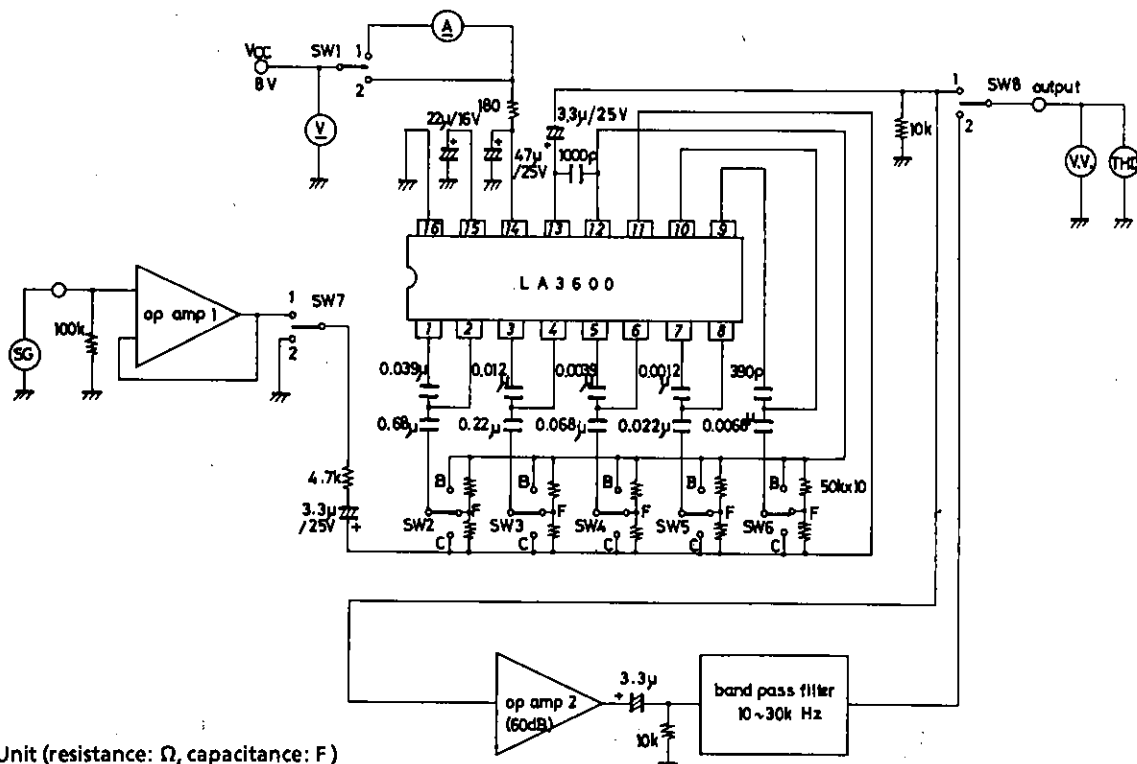 A
VCC
8V
SW1
1
2
V
22μ/16V
180
47μ
/25V
3.3μ/25V
1000p
10k
1
SW8 output
2
V.V.
THD
16 15 14 13 12 11 10 9
LA3600
1 2 3 4 5 6 7 8
SG
100k
op amp 1
1
SW7
2
0.039μ
0.012
μ
0.0039
μ
0.0012
μ
390p
0.68μ
0.22μ
0.068μ
0.022μ
0.0068
μ
4.7k
3.3μ
/25V
+
B B B B B
50k×10
SW2 F SW3 F SW4 F SW5 F SW6 F
C C C C C
op amp 2
(60dB)
3.3μ
+
10k
band pass filter
10~30k Hz
Unit (resistance: Ω, capacitance: F)